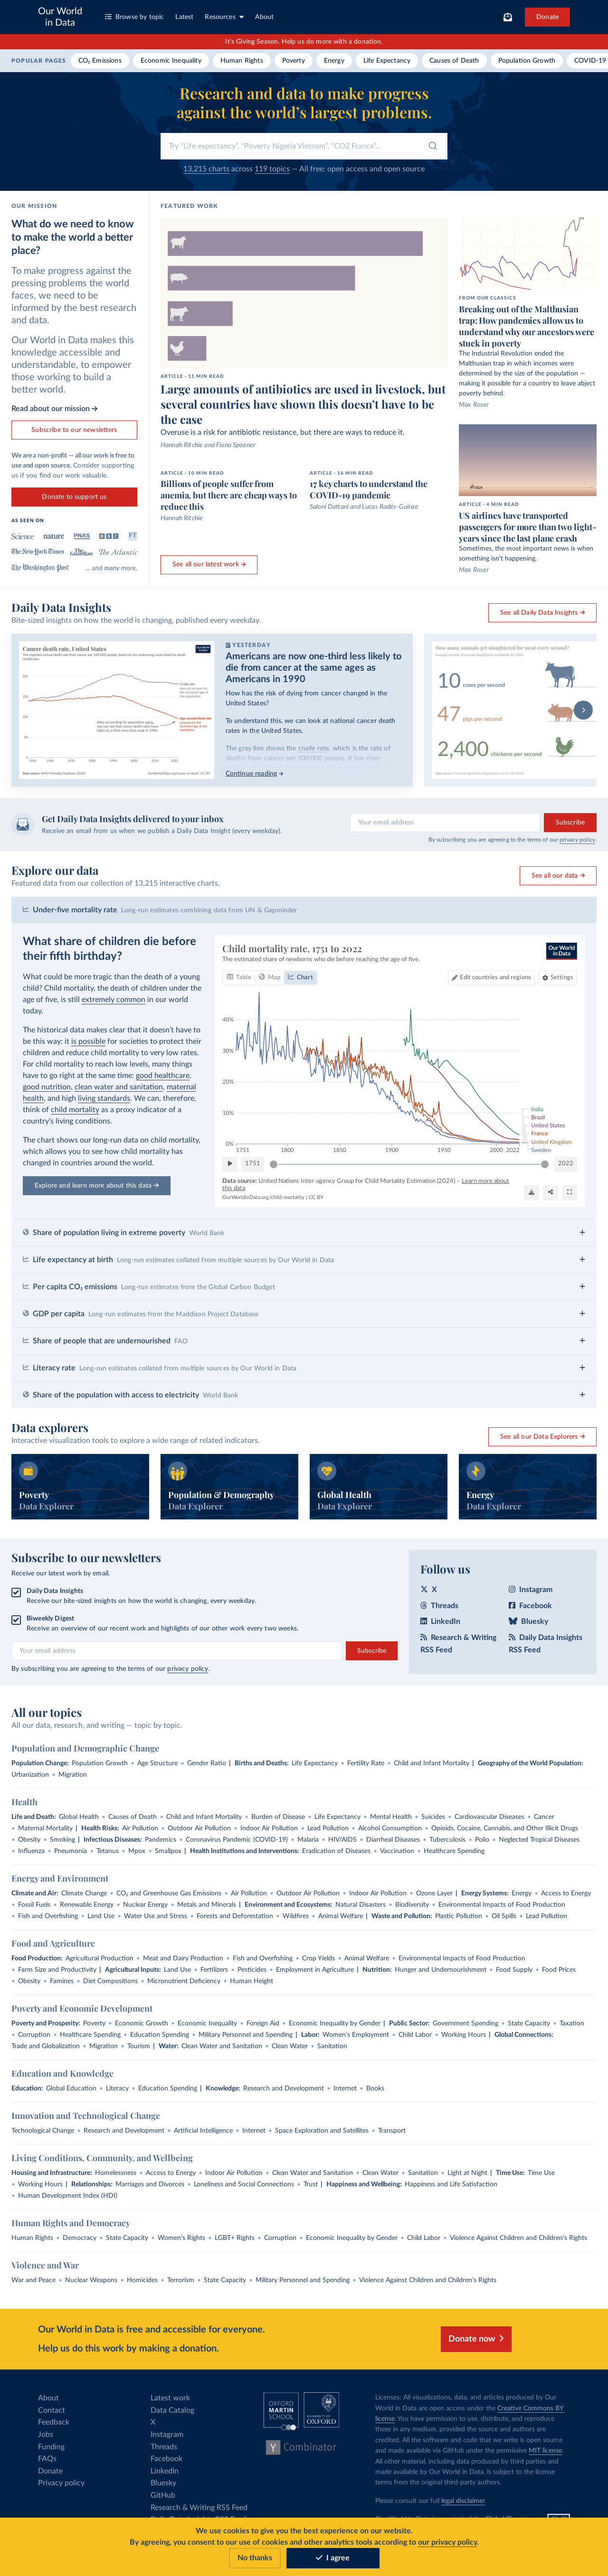 Our World
in Data
Browse by topic
Latest
Resources
About
Donate
It's Giving Season. Help us do more with a donation.
POPULAR PAGES
CO₂ Emissions
Economic Inequality
Human Rights
Poverty
Energy
Life Expectancy
Causes of Death
Population Growth
COVID-19
Research and data to make progress
against the world's largest problems.
Try "Life expectancy", "Poverty Nigeria Vietnam", "CO2 France"...
13,215 charts across 119 topics — All free: open access and open source
OUR MISSION
What do we need to know
to make the world a better
place?
To make progress against the
pressing problems the world
faces, we need to be
informed by the best research
and data.
Our World in Data makes this
knowledge accessible and
understandable, to empower
those working to build a
better world.
Read about our mission →
Subscribe to our newsletters
We are a non-profit — all our work is free to
use and open source. Consider supporting
us if you find our work valuable.
Donate to support us
AS SEEN ON
Science
nature
PNAS
BBC
FT
The New York Times
The Guardian
The Atlantic
The Washington Post
... and many more.
FEATURED WORK
ARTICLE - 11 MIN READ
Large amounts of antibiotics are used in livestock, but
several countries have shown this doesn't have to be
the case
Overuse is a risk for antibiotic resistance, but there are ways to reduce it.
Hannah Ritchie and Fiona Spooner
ARTICLE - 10 MIN READ
Billions of people suffer from
anemia, but there are cheap ways to
reduce this
Hannah Ritchie
ARTICLE - 16 MIN READ
17 key charts to understand the
COVID-19 pandemic
Saloni Dattani and Lucas Rodés-Guirao
See all our latest work →
FROM OUR CLASSICS
Breaking out of the Malthusian
trap: How pandemics allow us to
understand why our ancestors were
stuck in poverty
The Industrial Revolution ended the
Malthusian trap in which incomes were
determined by the size of the population —
making it possible for a country to leave abject
poverty behind.
Max Roser
ARTICLE - 4 MIN READ
US airlines have transported
passengers for more than two light-
years since the last plane crash
Sometimes, the most important news is when
something isn't happening.
Max Roser
Daily Data Insights
Bite-sized insights on how the world is changing, published every weekday.
See all Daily Data Insights →
Cancer death rate, United States
YESTERDAY
Americans are now one-third less likely to
die from cancer at the same ages as
Americans in 1990
How has the risk of dying from cancer changed in the
United States?
To understand this, we can look at national cancer death
rates in the United States.
The gray line shows the crude rate, which is the rate of
deaths from cancer per 100,000 people. It has risen
Continue reading →
How many animals get slaughtered for meat every second?
10 cows per second
47 pigs per second
2,400 chickens per second
Get Daily Data Insights delivered to your inbox
Receive an email from us when we publish a Daily Data Insight (every weekday).
Your email address
Subscribe
By subscribing you are agreeing to the terms of our privacy policy.
Explore our data
Featured data from our collection of 13,215 interactive charts.
See all our data →
Under-five mortality rate Long-run estimates combining data from UN & Gapminder
What share of children die before
their fifth birthday?
What could be more tragic than the death of a young
child? Child mortality, the death of children under the
age of five, is still extremely common in our world
today.
The historical data makes clear that it doesn't have to
be this way: it is possible for societies to protect their
children and reduce child mortality to very low rates.
For child mortality to reach low levels, many things
have to go right at the same time: good healthcare,
good nutrition, clean water and sanitation, maternal
health, and high living standards. We can, therefore,
think of child mortality as a proxy indicator of a
country's living conditions.
The chart shows our long-run data on child mortality,
which allows you to see how child mortality has
changed in countries around the world.
Explore and learn more about this data →
Child mortality rate, 1751 to 2022
The estimated share of newborns who die before reaching the age of five.
Our World
in Data
Table
Map
Chart
Edit countries and regions
Settings
40%
30%
20%
10%
0%
1751
1800
1850
1900
1950
2000
2022
India
Brazil
United States
France
United Kingdom
Sweden
1751
2022
Data source: United Nations Inter-agency Group for Child Mortality Estimation (2024) – Learn more about
this data
OurWorldinData.org/child-mortality | CC BY
Share of population living in extreme poverty World Bank
Life expectancy at birth Long-run estimates collated from multiple sources by Our World in Data
Per capita CO₂ emissions Long-run estimates from the Global Carbon Budget
GDP per capita Long-run estimates from the Maddison Project Database
Share of people that are undernourished FAO
Literacy rate Long-run estimates collated from multiple sources by Our World in Data
Share of the population with access to electricity World Bank
Data explorers
Interactive visualization tools to explore a wide range of related indicators.
See all our Data Explorers →
Poverty
Data Explorer
Population & Demography
Data Explorer
Global Health
Data Explorer
Energy
Data Explorer
Subscribe to our newsletters
Receive our latest work by email.
Daily Data Insights
Receive our bite-sized insights on how the world is changing, every weekday.
Biweekly Digest
Receive an overview of our recent work and highlights of our other work every two weeks.
Your email address
Subscribe
By subscribing you are agreeing to the terms of our privacy policy.
Follow us
X
Instagram
Threads
Facebook
LinkedIn
Bluesky
Research & Writing
RSS Feed
Daily Data Insights
RSS Feed
All our topics
All our data, research, and writing — topic by topic.
Population and Demographic Change
Population Change: Population Growth • Age Structure • Gender Ratio | Births and Deaths: Life Expectancy • Fertility Rate • Child and Infant Mortality | Geography of the World Population:
Urbanization • Migration
Health
Life and Death: Global Health • Causes of Death • Child and Infant Mortality • Burden of Disease • Life Expectancy • Mental Health • Suicides • Cardiovascular Diseases • Cancer
• Maternal Mortality | Health Risks: Air Pollution • Outdoor Air Pollution • Indoor Air Pollution • Lead Pollution • Alcohol Consumption • Opioids, Cocaine, Cannabis, and Other Illicit Drugs
• Obesity • Smoking | Infectious Diseases: Pandemics • Coronavirus Pandemic (COVID-19) • Malaria • HIV/AIDS • Diarrheal Diseases • Tuberculosis • Polio • Neglected Tropical Diseases
• Influenza • Pneumonia • Tetanus • Mpox • Smallpox | Health Institutions and Interventions: Eradication of Diseases • Vaccination • Healthcare Spending
Energy and Environment
Climate and Air: Climate Change • CO₂ and Greenhouse Gas Emissions • Air Pollution • Outdoor Air Pollution • Indoor Air Pollution • Ozone Layer | Energy Systems: Energy • Access to Energy
• Fossil Fuels • Renewable Energy • Nuclear Energy • Metals and Minerals | Environment and Ecosystems: Natural Disasters • Biodiversity • Environmental Impacts of Food Production
• Fish and Overfishing • Land Use • Water Use and Stress • Forests and Deforestation • Wildfires • Animal Welfare | Waste and Pollution: Plastic Pollution • Oil Spills • Lead Pollution
Food and Agriculture
Food Production: Agricultural Production • Meat and Dairy Production • Fish and Overfishing • Crop Yields • Animal Welfare • Environmental Impacts of Food Production
• Farm Size and Productivity | Agricultural Inputs: Land Use • Fertilizers • Pesticides • Employment in Agriculture | Nutrition: Hunger and Undernourishment • Food Supply • Food Prices
• Obesity • Famines • Diet Compositions • Micronutrient Deficiency • Human Height
Poverty and Economic Development
Poverty and Prosperity: Poverty • Economic Growth • Economic Inequality • Foreign Aid • Economic Inequality by Gender | Public Sector: Government Spending • State Capacity • Taxation
• Corruption • Healthcare Spending • Education Spending • Military Personnel and Spending | Labor: Women's Employment • Child Labor • Working Hours | Global Connections:
Trade and Globalization • Migration • Tourism | Water: Clean Water and Sanitation • Clean Water • Sanitation
Education and Knowledge
Education: Global Education • Literacy • Education Spending | Knowledge: Research and Development • Internet • Books
Innovation and Technological Change
Technological Change • Research and Development • Artificial Intelligence • Internet • Space Exploration and Satellites • Transport
Living Conditions, Community, and Wellbeing
Housing and Infrastructure: Homelessness • Access to Energy • Indoor Air Pollution • Clean Water and Sanitation • Clean Water • Sanitation • Light at Night | Time Use: Time Use
• Working Hours | Relationships: Marriages and Divorces • Loneliness and Social Connections • Trust | Happiness and Wellbeing: Happiness and Life Satisfaction
• Human Development Index (HDI)
Human Rights and Democracy
Human Rights • Democracy • State Capacity • Women's Rights • LGBT+ Rights • Corruption • Economic Inequality by Gender • Child Labor • Violence Against Children and Children's Rights
Violence and War
War and Peace • Nuclear Weapons • Homicides • Terrorism • State Capacity • Military Personnel and Spending • Violence Against Children and Children's Rights
Our World in Data is free and accessible for everyone.
Help us do this work by making a donation.
Donate now
About
Contact
Feedback
Jobs
Funding
FAQs
Donate
Privacy policy
Latest work
Data Catalog
X
Instagram
Threads
Facebook
LinkedIn
Bluesky
GitHub
Research & Writing RSS Feed
OXFORD
MARTIN
SCHOOL
UNIVERSITY OF
OXFORD
Y Combinator
Licenses: All visualizations, data, and articles produced by Our
World in Data are open access under the Creative Commons BY
license. You have permission to use, distribute, and reproduce
these in any medium, provided the source and authors are
credited. All the software and code that we write is open source
and made available via GitHub under the permissive MIT license.
All other material, including data produced by third parties and
made available by Our World in Data, is subject to the license
terms from the original third-party authors.
Please consult our full legal disclaimer.
We use cookies to give you the best experience on our website.
By agreeing, you consent to our use of cookies and other analytics tools according to our privacy policy.
No thanks
I agree